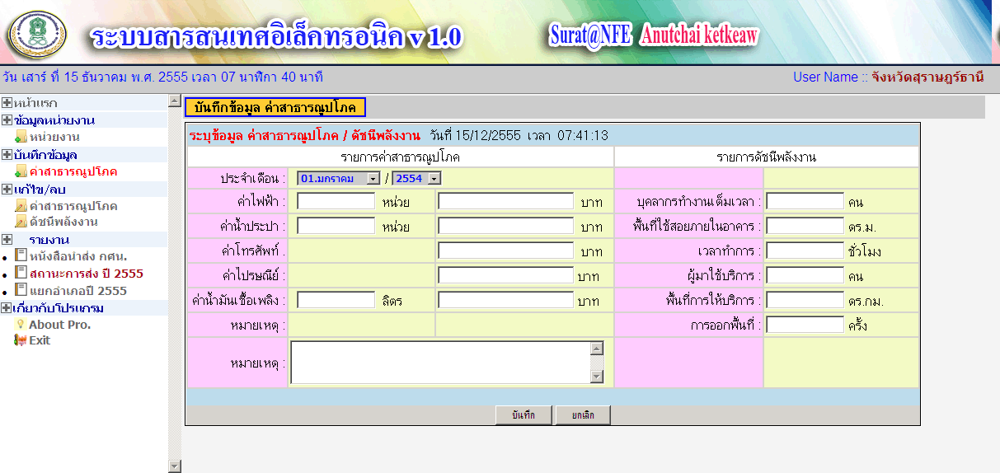 ระบบสารสนเทศอิเล็คทรอนิค v 1.0
Surat@NFE Anutchai ketkeaw
วัน เสาร์ ที่ 15 ธันวาคม พ.ศ. 2555 เวลา 07 นาฬิกา 40 นาที
User Name :: จังหวัดสุราษฎร์ธานี
หน้าแรก
ข้อมูลหน่วยงาน
หน่วยงาน
บันทึกข้อมูล
ค่าสาธารณูปโภค
แก้ไข/ลบ
ค่าสาธารณูปโภค
ดัชนีพลังงาน
รายงาน
หนังสือนำส่ง กศน.
สถานะการส่ง ปี 2555
แยกอำเภอปี 2555
เกี่ยวกับโปรแกรม
About Pro.
Exit
บันทึกข้อมูล ค่าสาธารณูปโภค
ระบุข้อมูล ค่าสาธารณูปโภค / ดัชนีพลังงาน วันที่ 15/12/2555 เวลา 07:41:13
รายการค่าสาธารณูปโภค รายการดัชนีพลังงาน
ประจำเดือน : 01.มกราคม / 2554
ค่าไฟฟ้า : หน่วย บาท บุคลากรทำงานเต็มเวลา : คน
ค่าน้ำประปา : หน่วย บาท พื้นที่ใช้สอยภายในอาคาร : ตร.ม.
ค่าโทรศัพท์ : บาท เวลาทำการ : ชั่วโมง
ค่าไปรษณีย์ : บาท ผู้มาใช้บริการ : คน
ค่าน้ำมันเชื้อเพลิง : ลิตร บาท พื้นที่การให้บริการ : ตร.กม.
หมายเหตุ : การออกพื้นที่ : ครั้ง
หมายเหตุ :
บันทึก ยกเลิก